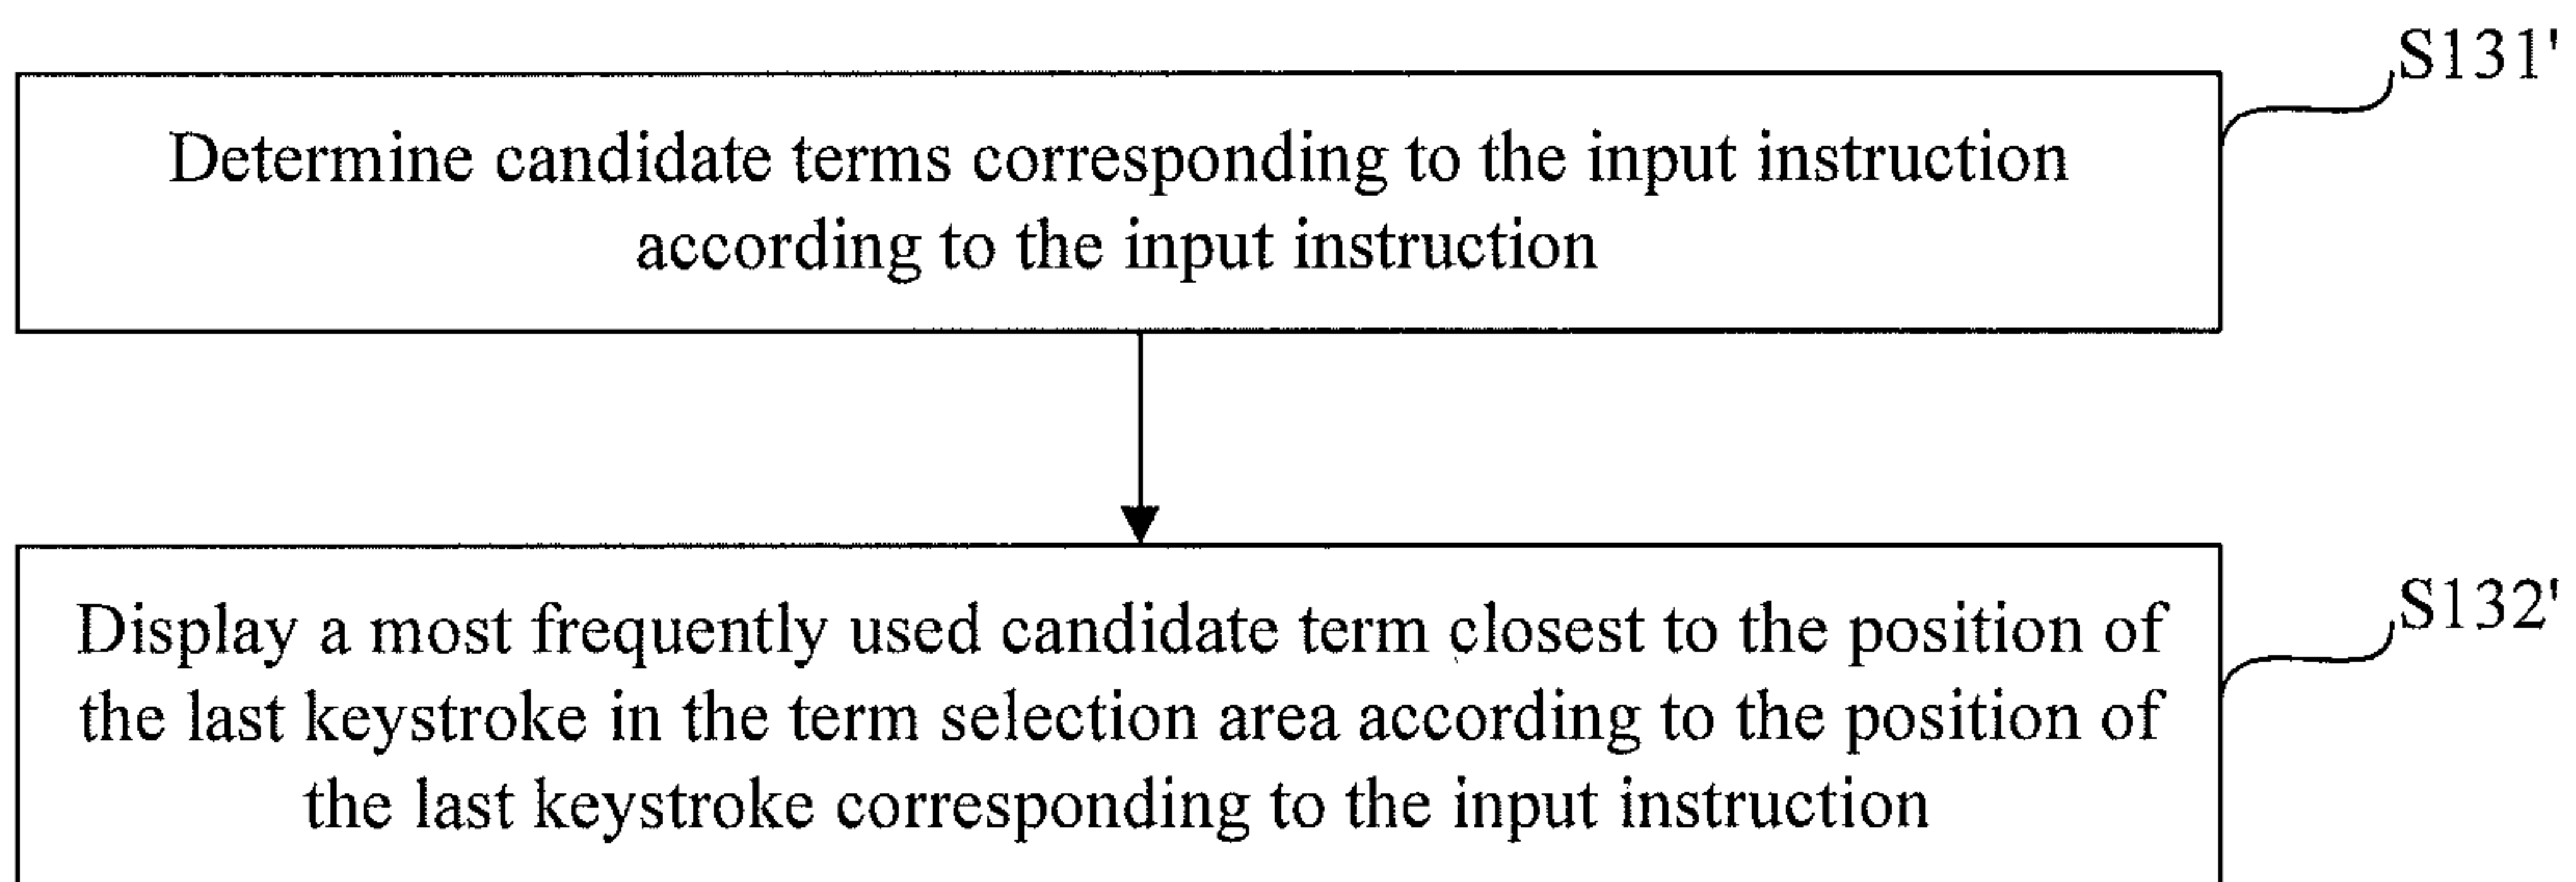 S131'
Determine candidate terms corresponding to the input instruction
according to the input instruction
S132'
Display a most frequently used candidate term closest to the position of
the last keystroke in the term selection area according to the position of
the last keystroke corresponding to the input instruction